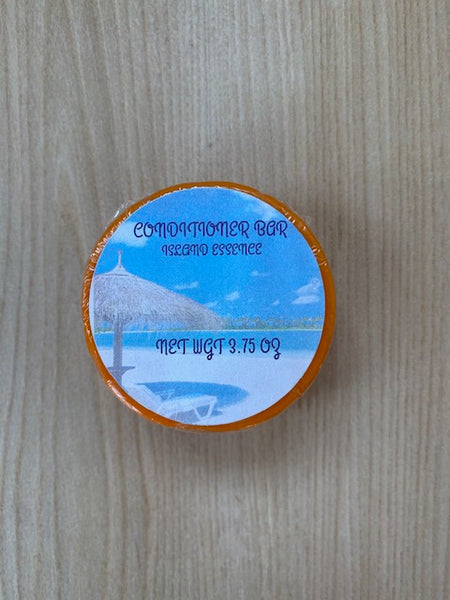 CONDITIONER BAR
ISLAND ESSENCE
NET WGT 3.75 OZ